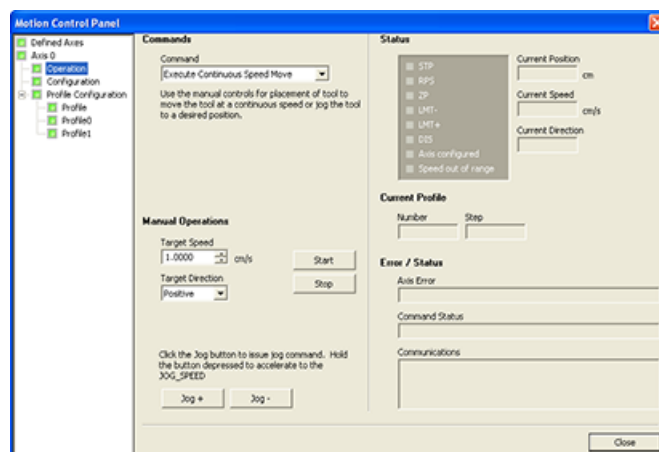 Motion Control Panel
Defined Axes
Axis 0
Operation
Configuration
Profile Configuration
Profile
Profile0
Profile1
Commands
Command
Execute Continuous Speed Move
Use the manual controls for placement of tool to
move the tool at a continuous speed or jog the tool
to a desired position.
Manual Operations
Target Speed
1.0000 cm/s
Start
Target Direction
Positive
Stop
Click the Jog button to issue jog command. Hold
the button depressed to accelerate to the
JOG_SPEED
Jog +
Jog -
Status
STP
RPS
ZP
LMT-
LMT+
DIS
Axis configured
Speed out of range
Current Position
cm
Current Speed
cm/s
Current Direction
Current Profile
Number
Step
Error / Status
Axis Error
Command Status
Communications
Close